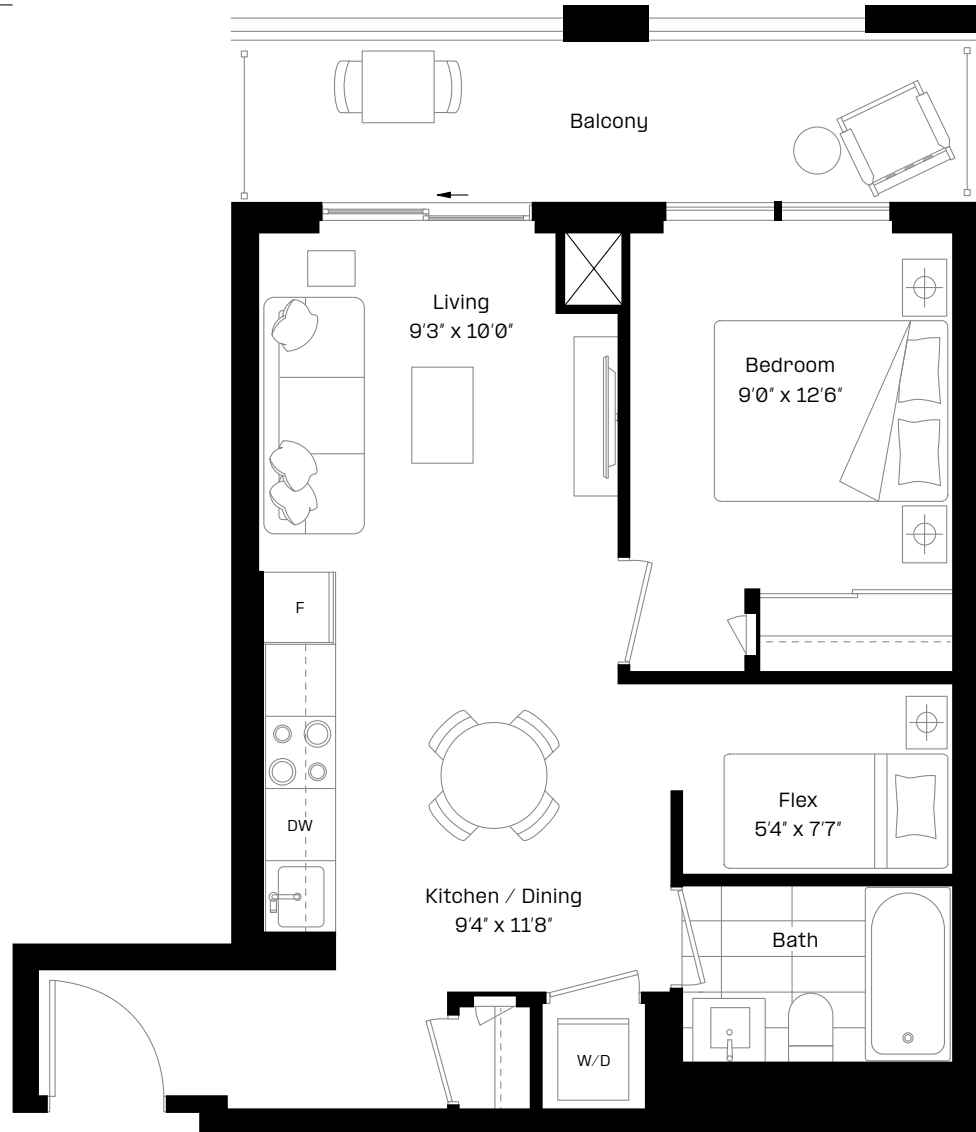 Balcony
Living
9'3" x 10'0"
Bedroom
9'0" x 12'6"
F
DW
Flex
5'4" x 7'7"
Kitchen / Dining
9'4" x 11'8"
Bath
W/D